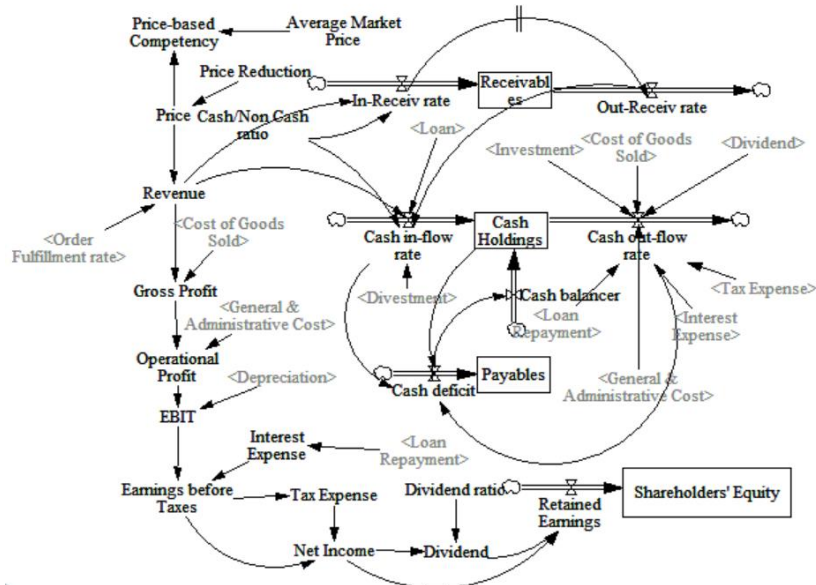 Price-based
Competency
Average Market
Price
Price Reduction
Price
Cash/Non Cash
ratio
In-Receiv rate
Receivabl
es
Out-Receiv rate
<Loan>
<Investment>
<Cost of Goods
Sold>
<Dividend>
Revenue
<Order
Fulfillment rate>
<Cost of Goods
Sold>
Cash in-flow
rate
Cash
Holdings
Cash out-flow
rate
Gross Profit
<Divestment>
Cash balancer
<Loan
Repayment>
<Tax Expense>
<Interest
Expense>
<General &
Administrative Cost>
Operational
Profit
<Depreciation>
Cash deficit
Payables
<General &
Administrative Cost>
EBIT
Interest
Expense
<Loan
Repayment>
Earnings before
Taxes
Tax Expense
Dividend ratio
Retained
Earnings
Shareholders' Equity
Net Income
Dividend